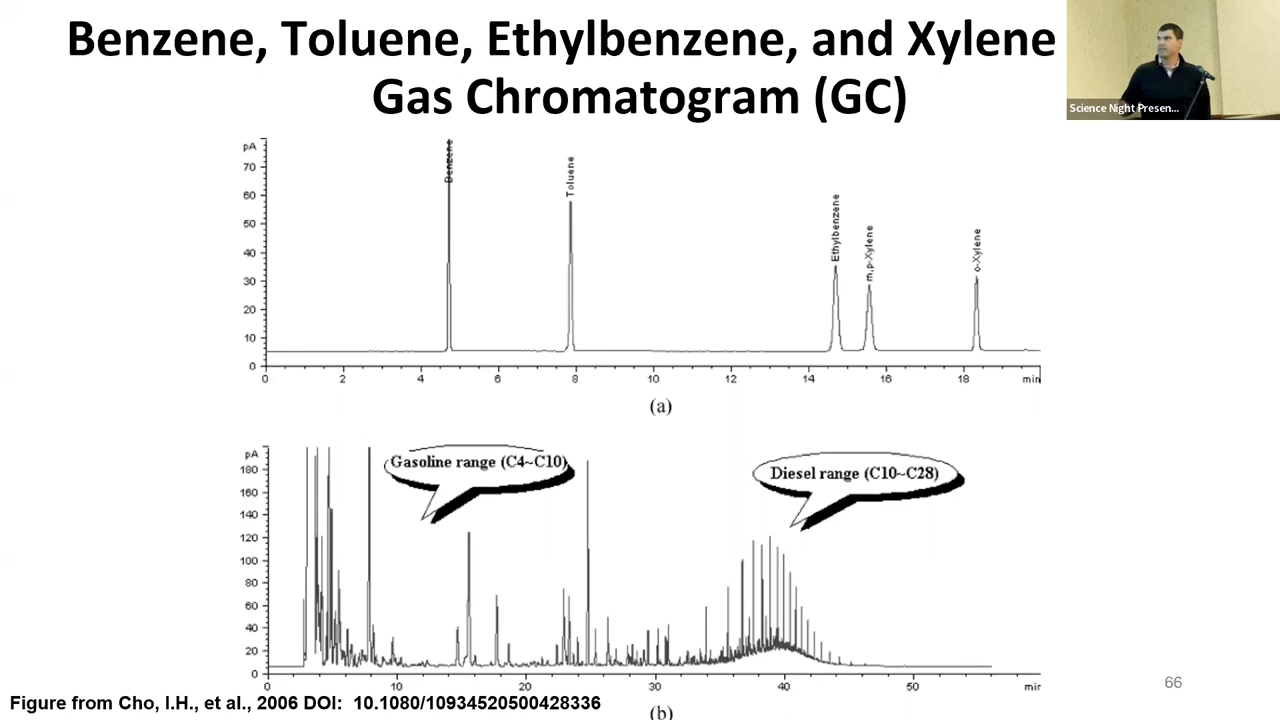 Benzene, Toluene, Ethylbenzene, and Xylene
Gas Chromatogram (GC)
Science Night Presen...
pA
70
60
50
40
30
20
10
0
Benzene
Toluene
Ethylbenzene
m,p-Xylene
o-Xylene
0 2 4 6 8 10 12 14 16 18 min
(a)
pA
180
160
140
120
100
80
60
40
20
0
Gasoline range (C4~C10)
Diesel range (C10~C28)
0 10 20 30 40 50 min
(b)
66
Figure from Cho, I.H., et al., 2006 DOI: 10.1080/10934520500428336